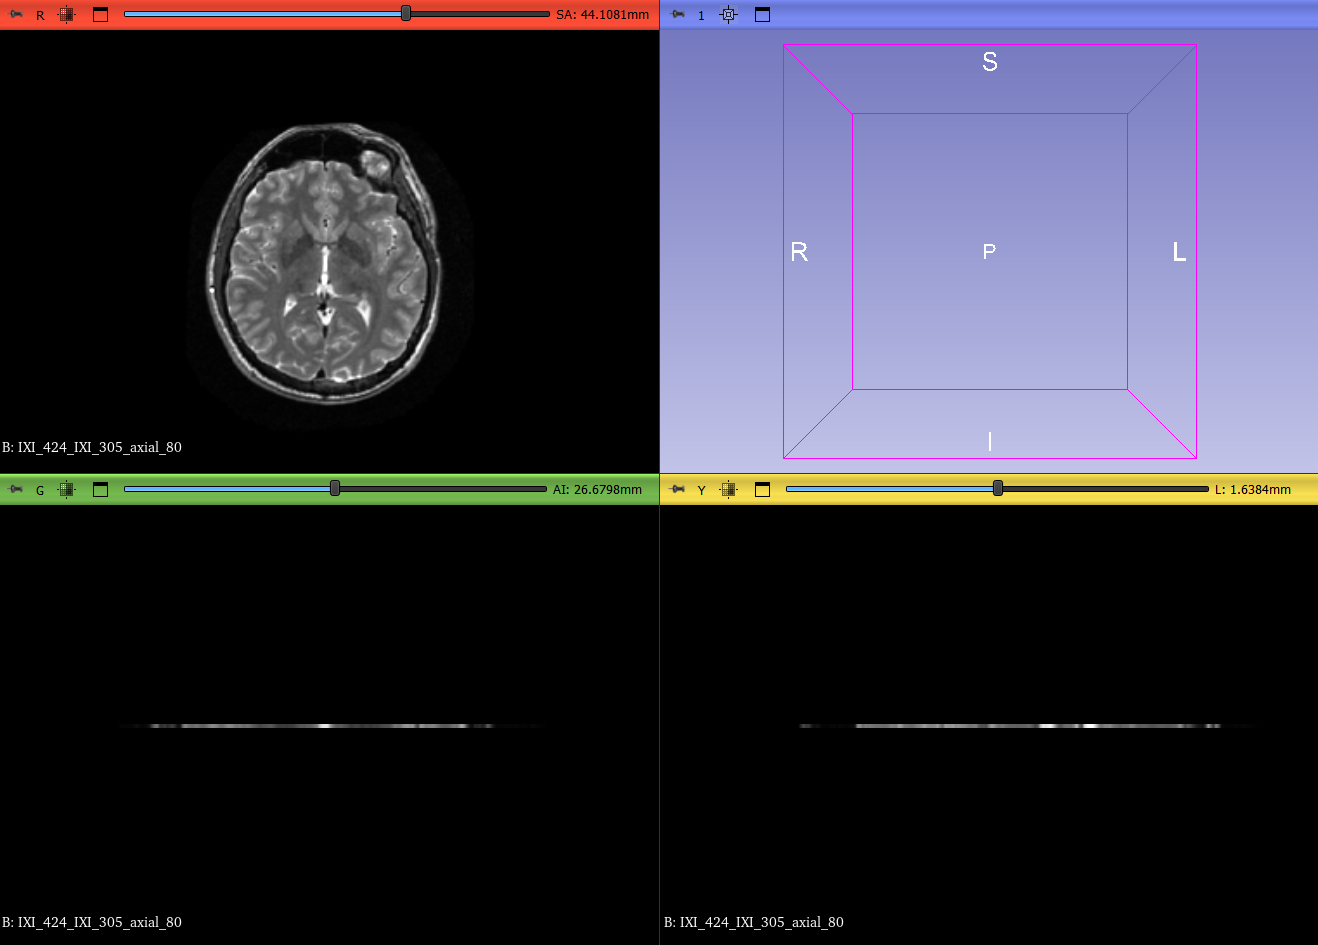 R SA: 44.1081mm
1
S
R P L
I
B: IXI_424_IXI_305_axial_80
G AI: 26.6798mm
Y L: 1.6384mm
B: IXI_424_IXI_305_axial_80
B: IXI_424_IXI_305_axial_80